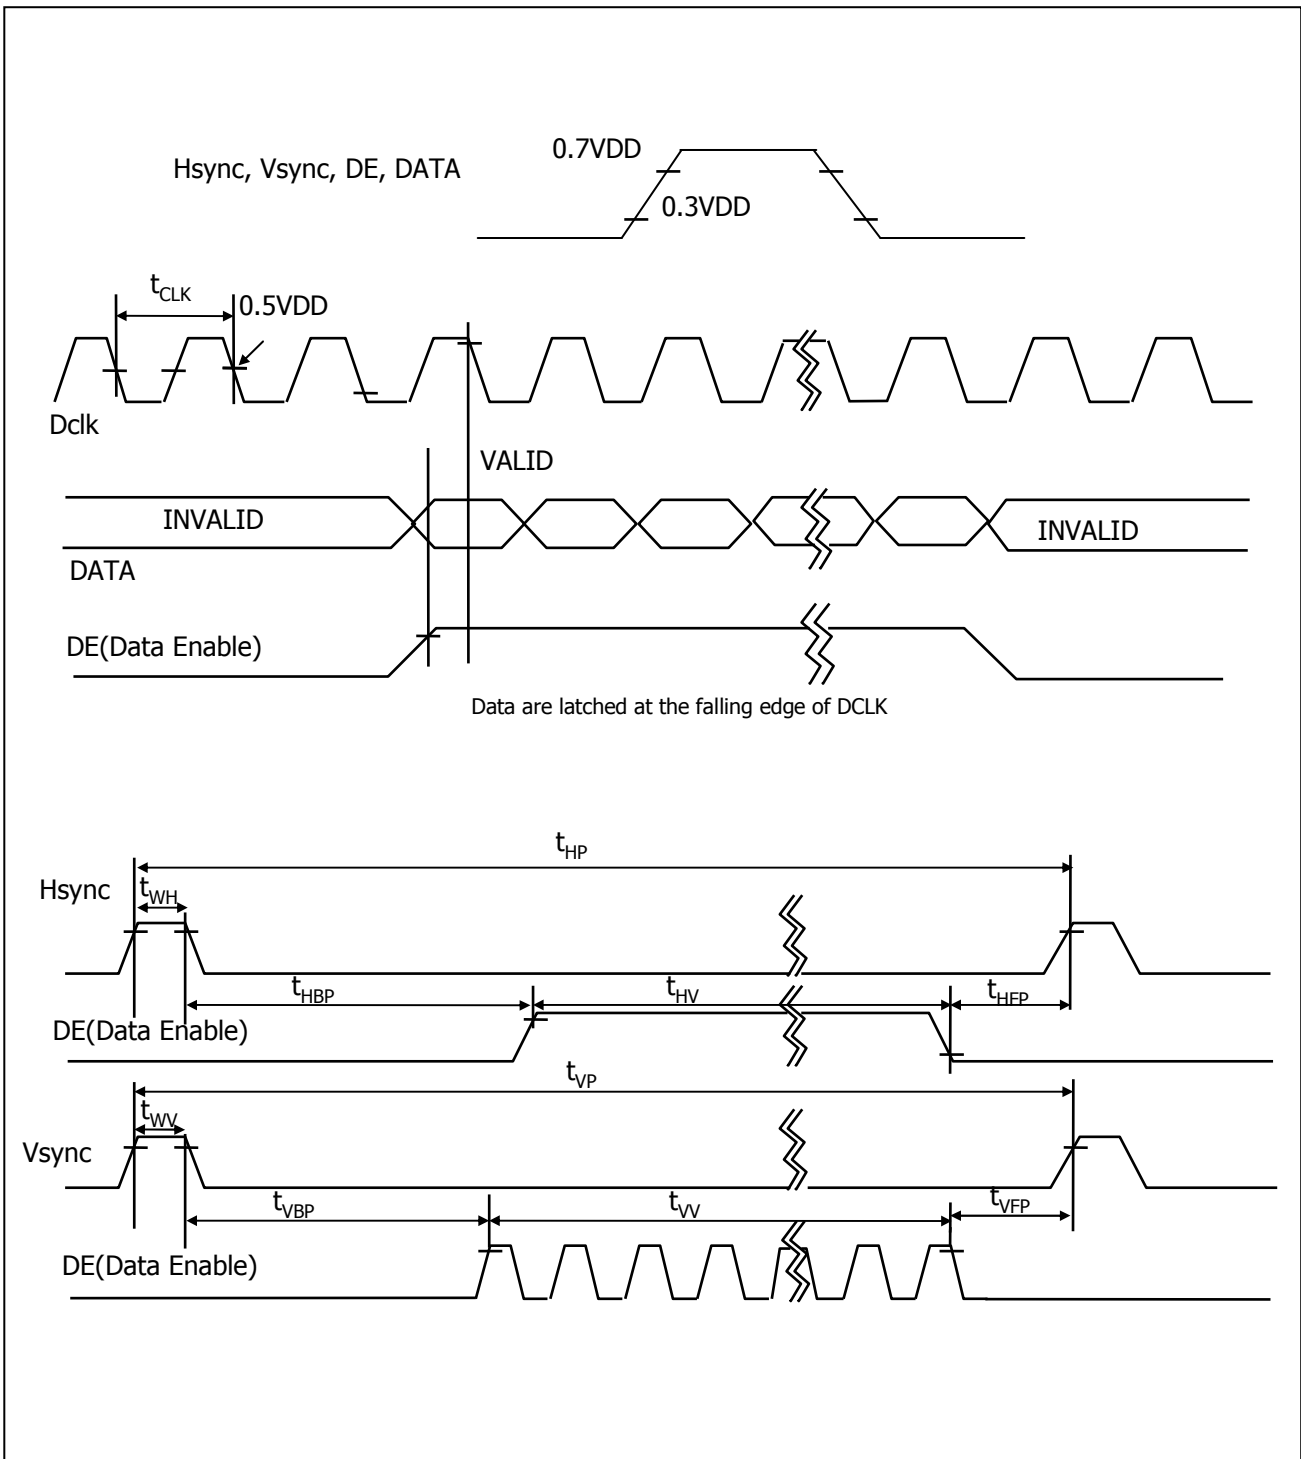 0.7VDD
Hsync, Vsync, DE, DATA
0.3VDD
tCLK
0.5VDD
Dclk
VALID
INVALID
INVALID
DATA
DE(Data Enable)
Data are latched at the falling edge of DCLK
tHP
Hsync
tWH
tHBP
tHV
tHFP
DE(Data Enable)
tVP
tWV
Vsync
tVBP
tVV
tVFP
DE(Data Enable)